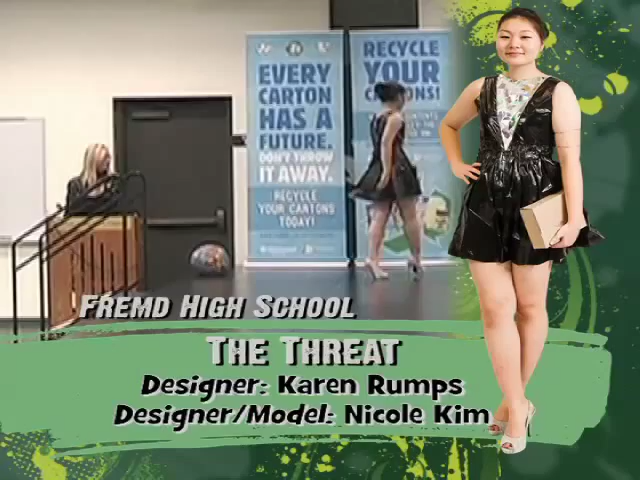 EVERY
CARTON
HAS A
FUTURE.
DON'T THROW
IT AWAY.
RECYCLE
YOUR CARTONS
TODAY!
RECYCLE
YOUR
CARTONS!
FREMD HIGH SCHOOL
THE THREAT
Designer: Karen Rumps
Designer/Model: Nicole Kim